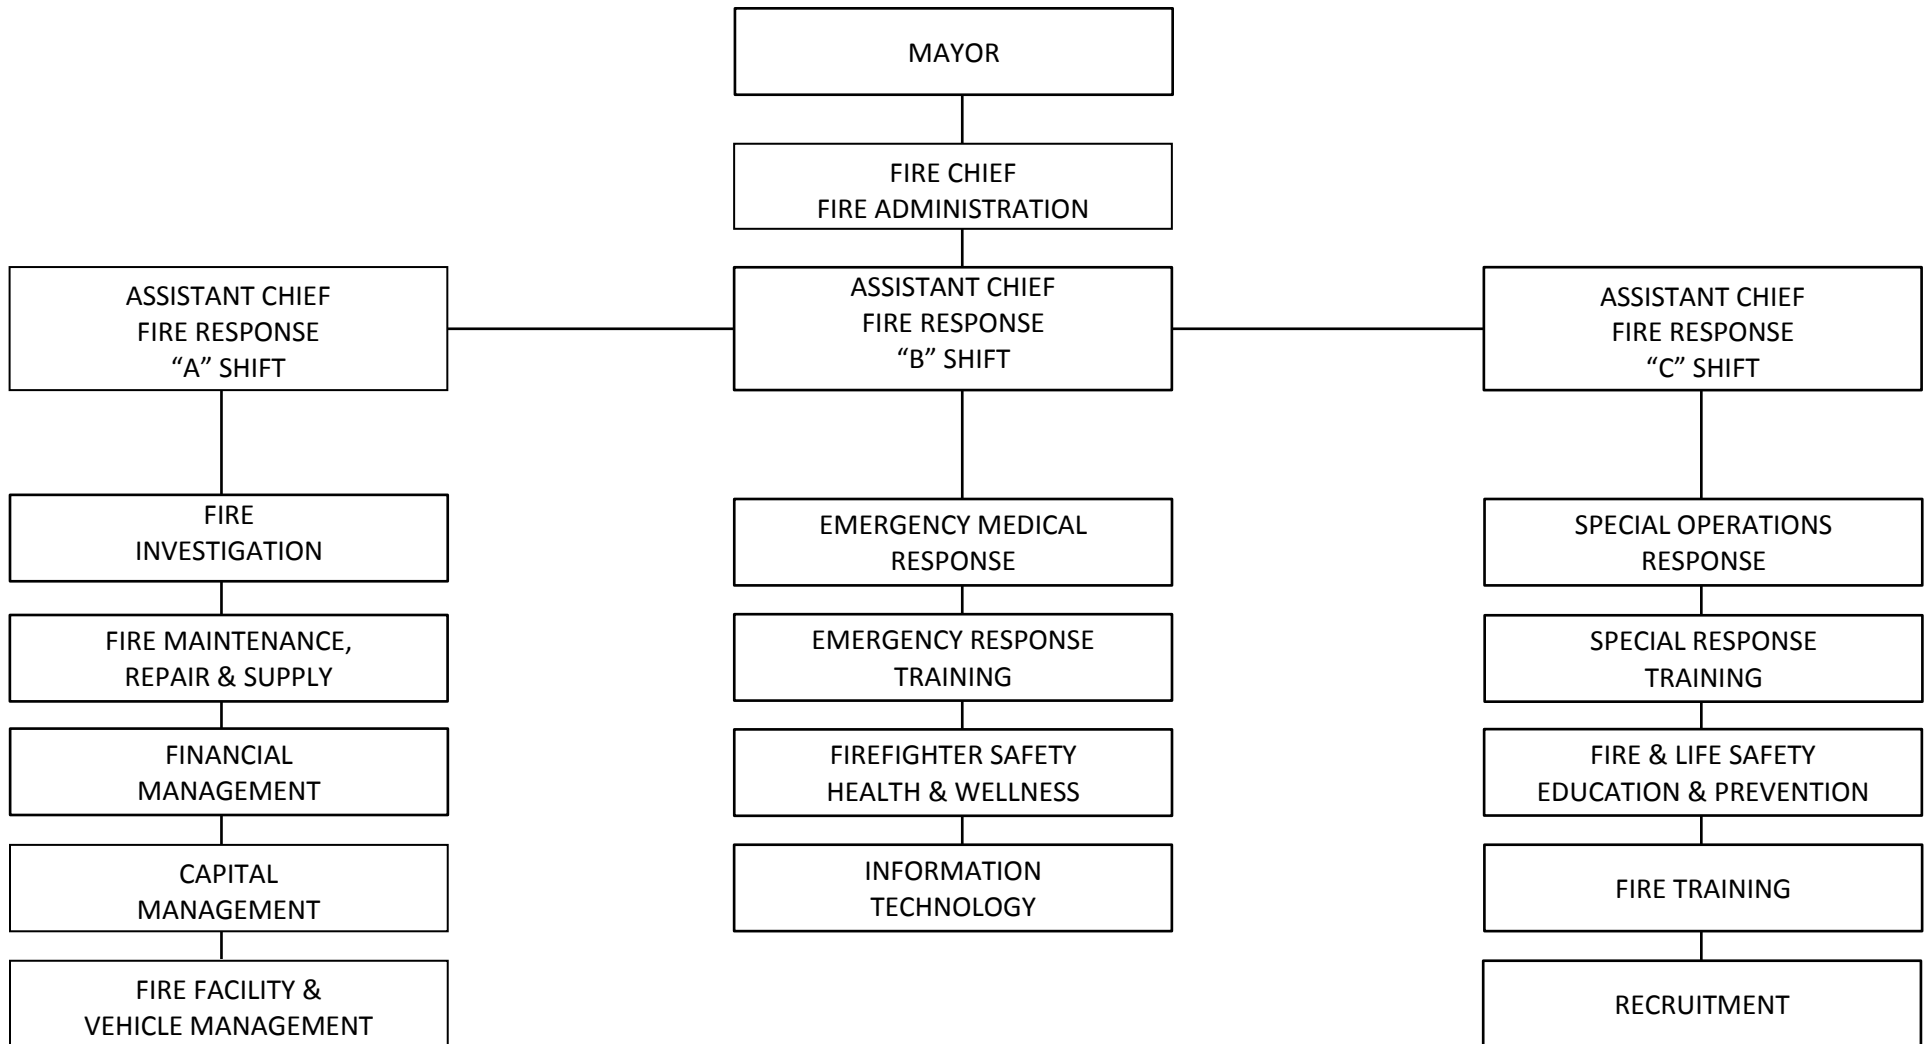 MAYOR
FIRE CHIEF
FIRE ADMINISTRATION
ASSISTANT CHIEF
FIRE RESPONSE
“A” SHIFT
ASSISTANT CHIEF
FIRE RESPONSE
“B” SHIFT
ASSISTANT CHIEF
FIRE RESPONSE
“C” SHIFT
FIRE
INVESTIGATION
FIRE MAINTENANCE,
REPAIR & SUPPLY
FINANCIAL
MANAGEMENT
CAPITAL
MANAGEMENT
FIRE FACILITY &
VEHICLE MANAGEMENT
EMERGENCY MEDICAL
RESPONSE
EMERGENCY RESPONSE
TRAINING
FIREFIGHTER SAFETY
HEALTH & WELLNESS
INFORMATION
TECHNOLOGY
SPECIAL OPERATIONS
RESPONSE
SPECIAL RESPONSE
TRAINING
FIRE & LIFE SAFETY
EDUCATION & PREVENTION
FIRE TRAINING
RECRUITMENT